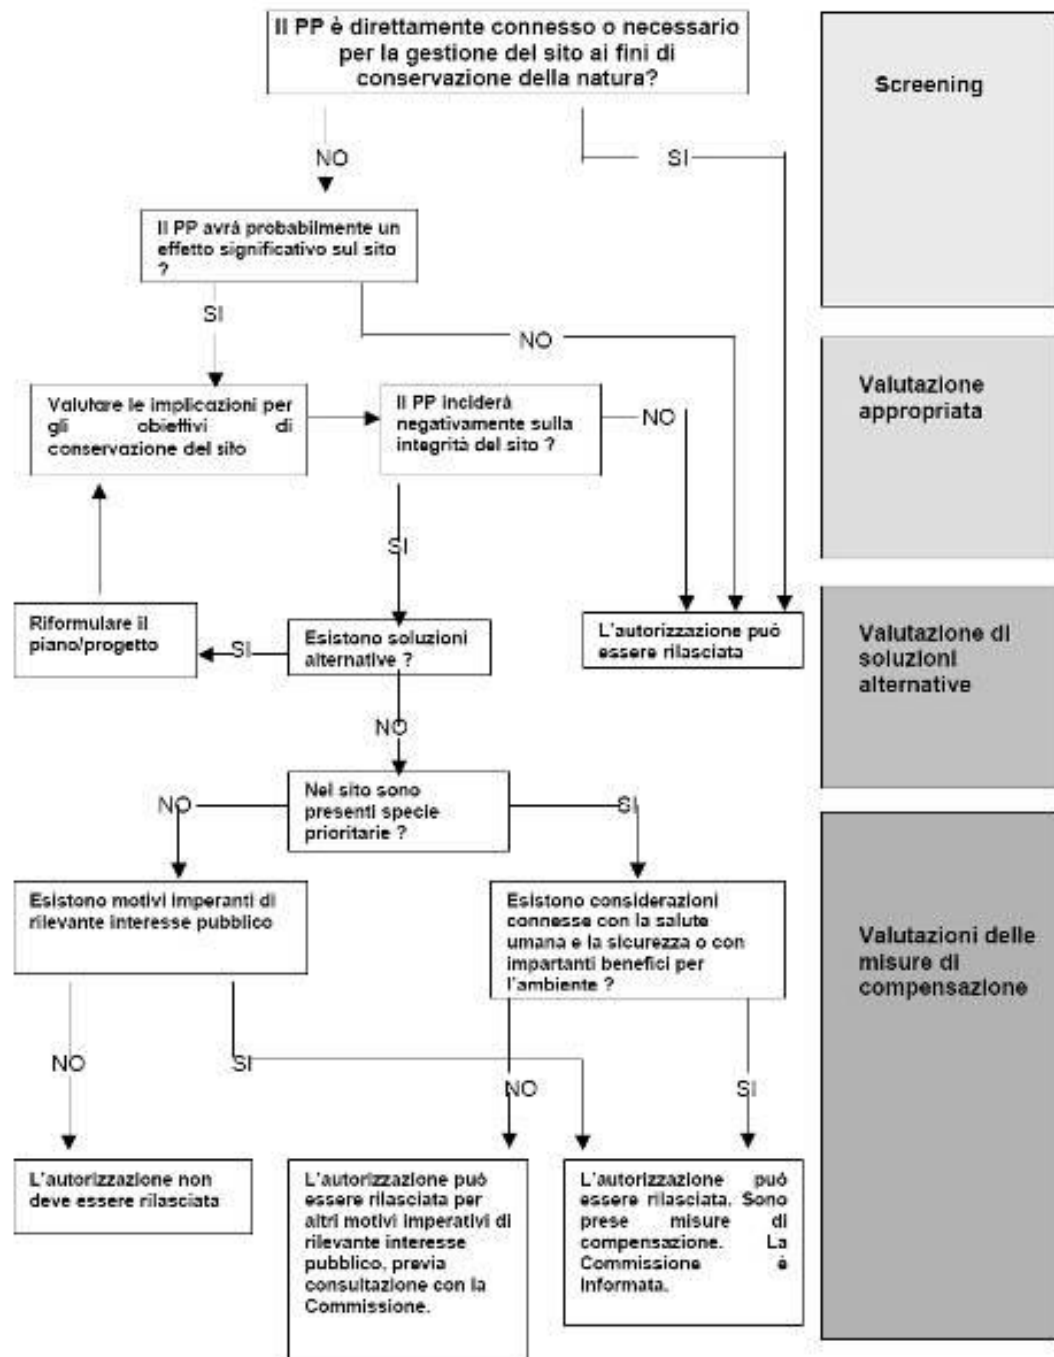 Il PP è direttamente connesso o necessario
per la gestione del sito ai fini di
conservazione della natura?
Screening
NO
SI
Il PP avrà probabilmente un
effetto significativo sul sito
?
SI
NO
Valutare le implicazioni per
gli obiettivi di
conservazione del sito
Il PP inciderà
negativamente sulla
integrità del sito ?
NO
Valutazione
appropriata
SI
Riformulare il
piano/progetto
SI
Esistono soluzioni
alternative ?
L'autorizzazione può
essere rilasciata
Valutazione di
soluzioni
alternative
NO
Nel sito sono
presenti specie
prioritarie ?
NO
SI
Esistono motivi imperanti di
rilevante interesse pubblico
Esistono considerazioni
connesse con la salute
umana e la sicurezza o con
impartanti benefici per
l'ambiente ?
Valutazioni delle
misure di
compensazione
NO
SI
NO
SI
L'autorizzazione non
deve essere rilasciata
L'autorizzazione può
essere rilasciata per
altri motivi imperativi di
rilevante interesse
pubblico, previa
consultazione con la
Commissione.
L'autorizzazione può
essere rilasciata. Sono
prese misure di
compensazione. La
Commissione è
Informata.